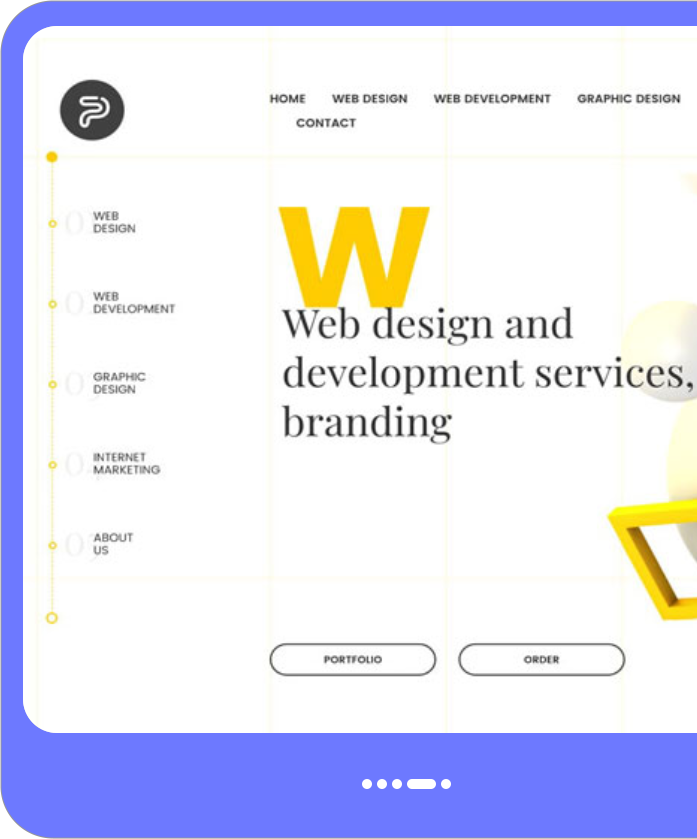 HOME WEB DESIGN WEB DEVELOPMENT GRAPHIC DESIGN
CONTACT
WEB
DESIGN
WEB
DEVELOPMENT
GRAPHIC
DESIGN
INTERNET
MARKETING
ABOUT
US
W
Web design and
development services,
branding
PORTFOLIO ORDER